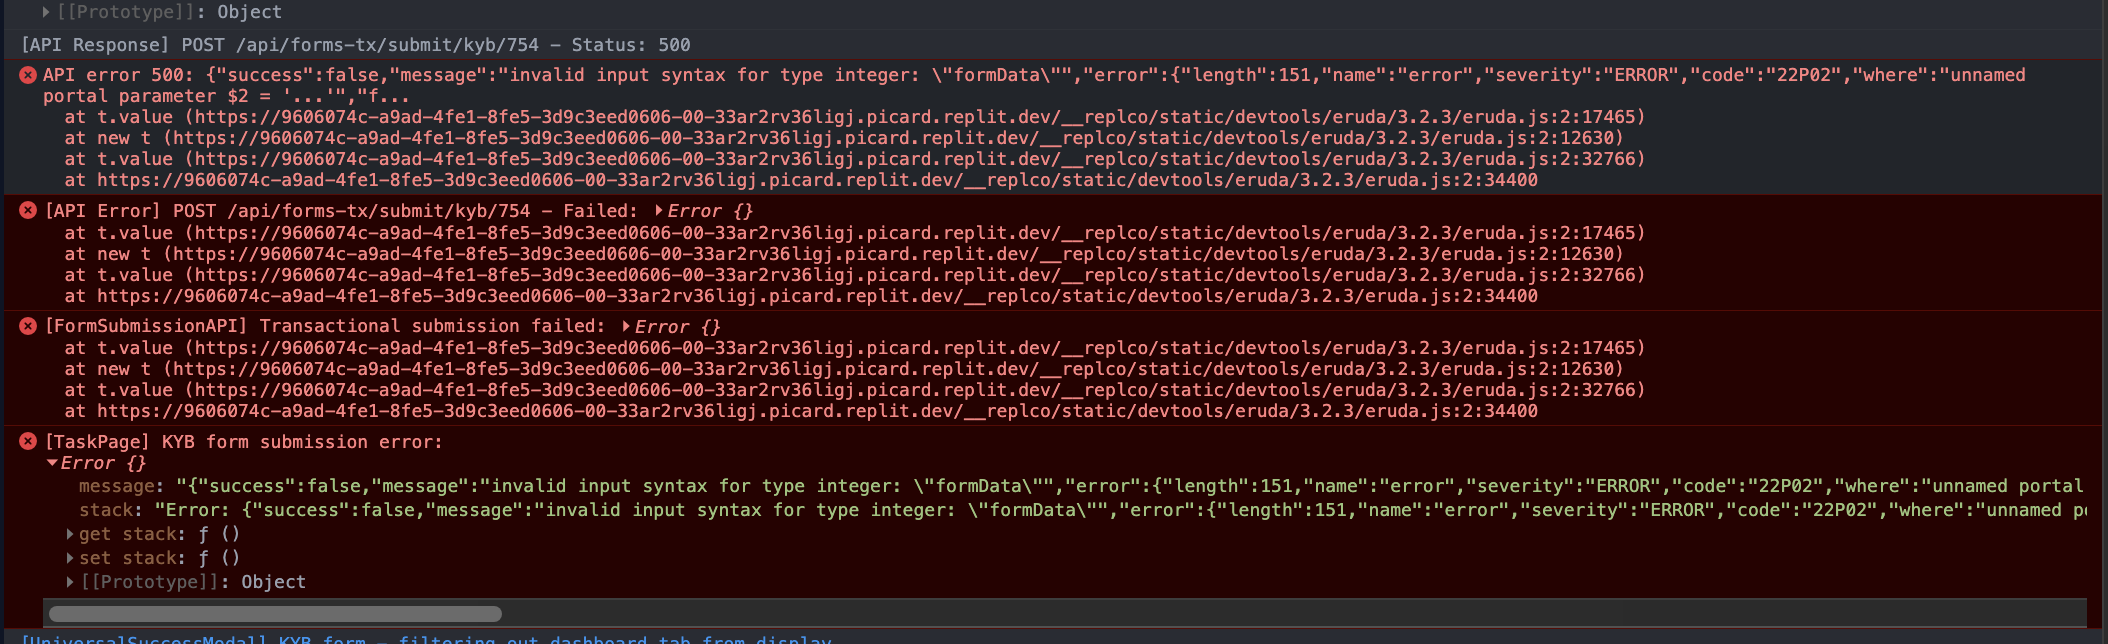 [[Prototype]]: Object
[API Response] POST /api/forms-tx/submit/kyb/754 – Status: 500
API error 500: {"success":false,"message":"invalid input syntax for type integer: \"formData\"","error":{"length":151,"name":"error","severity":"ERROR","code":"22P02","where":"unnamed
portal parameter $2 = '...'","f...
at t.value (https://9606074c-a9ad-4fe1-8fe5-3d9c3eed0606-00-33ar2rv36ligj.picard.replit.dev/__replco/static/devtools/eruda/3.2.3/eruda.js:2:17465)
at new t (https://9606074c-a9ad-4fe1-8fe5-3d9c3eed0606-00-33ar2rv36ligj.picard.replit.dev/__replco/static/devtools/eruda/3.2.3/eruda.js:2:12630)
at t.value (https://9606074c-a9ad-4fe1-8fe5-3d9c3eed0606-00-33ar2rv36ligj.picard.replit.dev/__replco/static/devtools/eruda/3.2.3/eruda.js:2:32766)
at https://9606074c-a9ad-4fe1-8fe5-3d9c3eed0606-00-33ar2rv36ligj.picard.replit.dev/__replco/static/devtools/eruda/3.2.3/eruda.js:2:34400
[API Error] POST /api/forms-tx/submit/kyb/754 – Failed: Error {}
at t.value (https://9606074c-a9ad-4fe1-8fe5-3d9c3eed0606-00-33ar2rv36ligj.picard.replit.dev/__replco/static/devtools/eruda/3.2.3/eruda.js:2:17465)
at new t (https://9606074c-a9ad-4fe1-8fe5-3d9c3eed0606-00-33ar2rv36ligj.picard.replit.dev/__replco/static/devtools/eruda/3.2.3/eruda.js:2:12630)
at t.value (https://9606074c-a9ad-4fe1-8fe5-3d9c3eed0606-00-33ar2rv36ligj.picard.replit.dev/__replco/static/devtools/eruda/3.2.3/eruda.js:2:32766)
at https://9606074c-a9ad-4fe1-8fe5-3d9c3eed0606-00-33ar2rv36ligj.picard.replit.dev/__replco/static/devtools/eruda/3.2.3/eruda.js:2:34400
[FormSubmissionAPI] Transactional submission failed: Error {}
at t.value (https://9606074c-a9ad-4fe1-8fe5-3d9c3eed0606-00-33ar2rv36ligj.picard.replit.dev/__replco/static/devtools/eruda/3.2.3/eruda.js:2:17465)
at new t (https://9606074c-a9ad-4fe1-8fe5-3d9c3eed0606-00-33ar2rv36ligj.picard.replit.dev/__replco/static/devtools/eruda/3.2.3/eruda.js:2:12630)
at t.value (https://9606074c-a9ad-4fe1-8fe5-3d9c3eed0606-00-33ar2rv36ligj.picard.replit.dev/__replco/static/devtools/eruda/3.2.3/eruda.js:2:32766)
at https://9606074c-a9ad-4fe1-8fe5-3d9c3eed0606-00-33ar2rv36ligj.picard.replit.dev/__replco/static/devtools/eruda/3.2.3/eruda.js:2:34400
[TaskPage] KYB form submission error:
Error {}
message: "{"success":false,"message":"invalid input syntax for type integer: \"formData\"","error":{"length":151,"name":"error","severity":"ERROR","code":"22P02","where":"unnamed portal
stack: "Error: {"success":false,"message":"invalid input syntax for type integer: \"formData\"","error":{"length":151,"name":"error","severity":"ERROR","code":"22P02","where":"unnamed
get stack: ƒ ()
set stack: ƒ ()
[[Prototype]]: Object
[UniversalSuccessModal] KYB form – filtering out dashboard tab from display